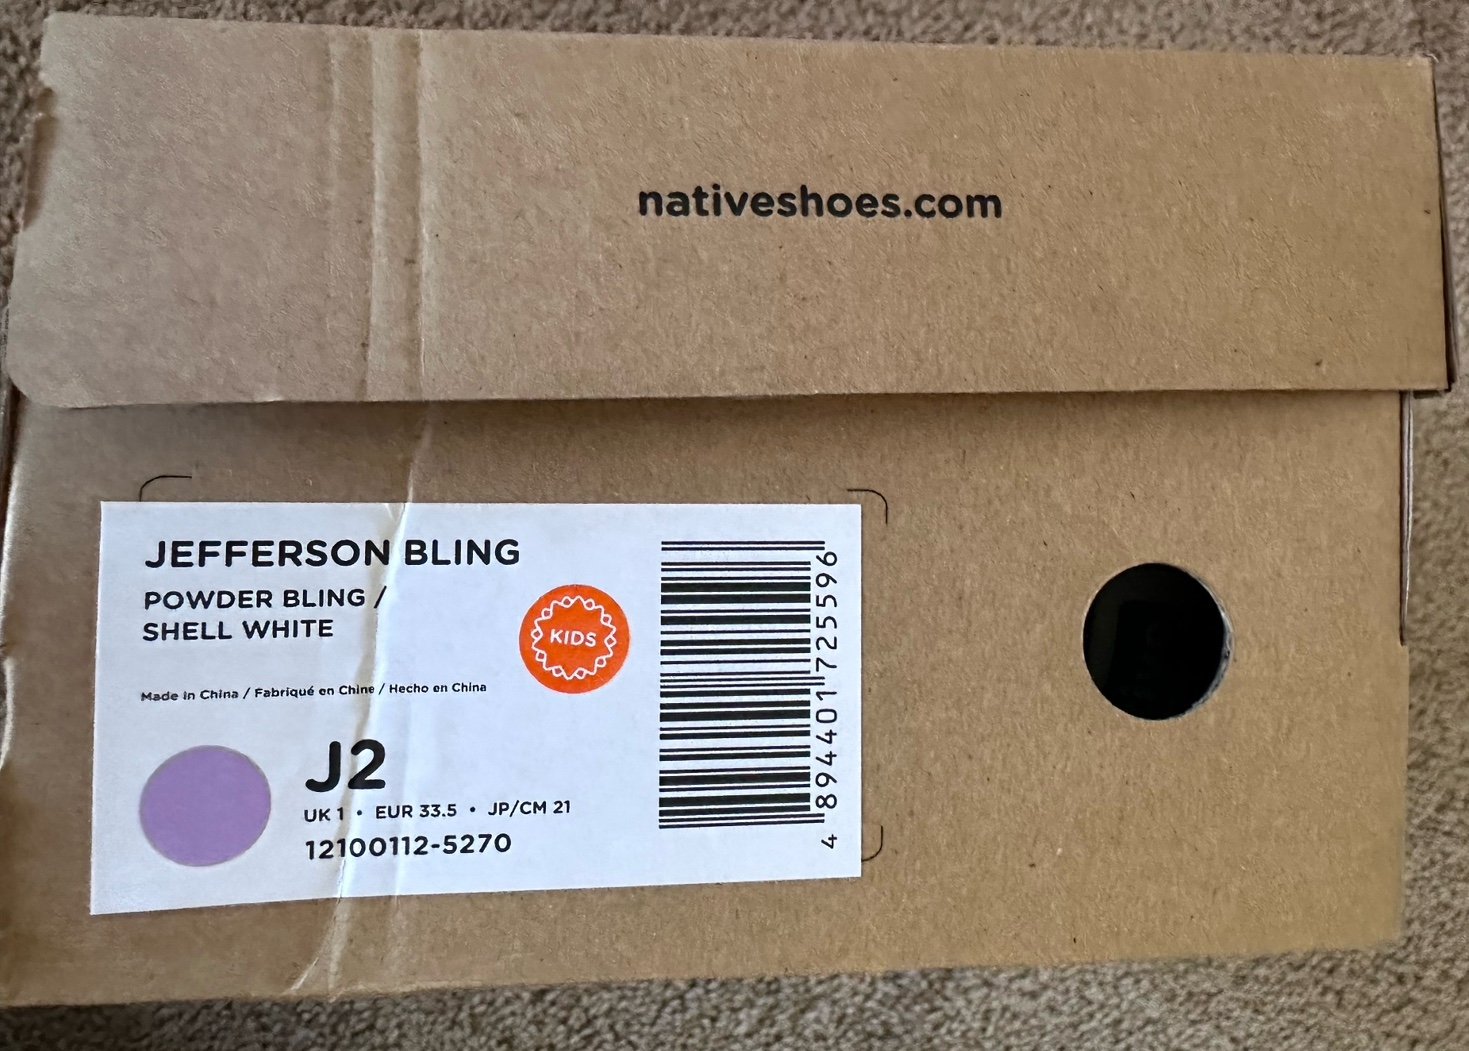 nativeshoes.com
JEFFERSON BLING
POWDER BLING /
SHELL WHITE
KIDS
Made in China / Fabriqué en Chine / Hecho en China
J2
UK 1 • EUR 33.5 • JP/CM 21
12100112-5270
4 894401 725596